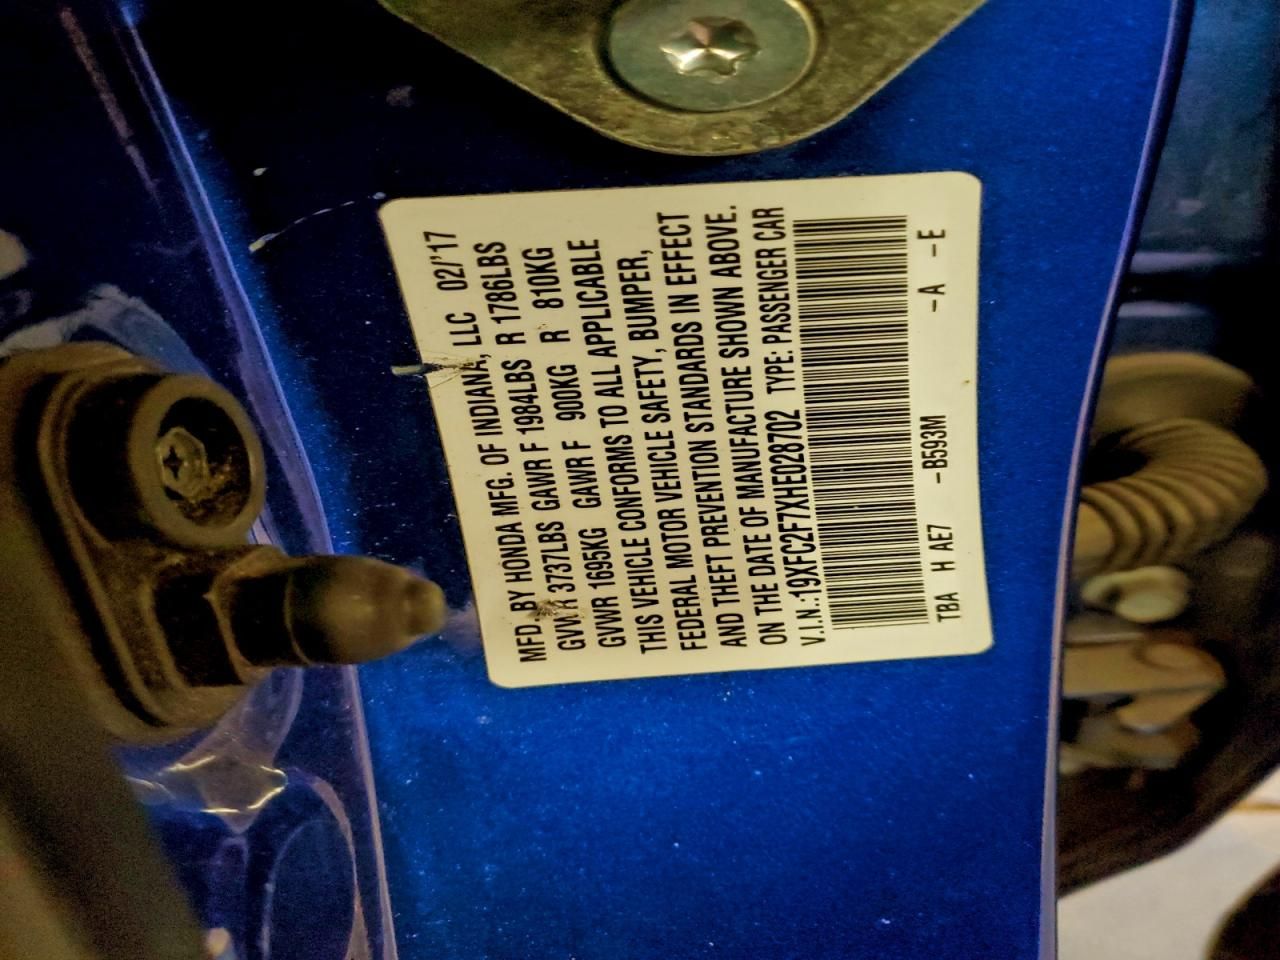 MFD. BY HONDA MFG. OF INDIANA, LLC 02/'17
GVWR 3737LBS GAWR F 1984LBS R 1786LBS
GVWR 1695KG GAWR F 900KG R 810KG
THIS VEHICLE CONFORMS TO ALL APPLICABLE
FEDERAL MOTOR VEHICLE SAFETY, BUMPER,
AND THEFT PREVENTION STANDARDS IN EFFECT
ON THE DATE OF MANUFACTURE SHOWN ABOVE.
V.I.N.:19XFC2F7XHE028702 TYPE: PASSENGER CAR
TBA H AE7 -B593M -A -E